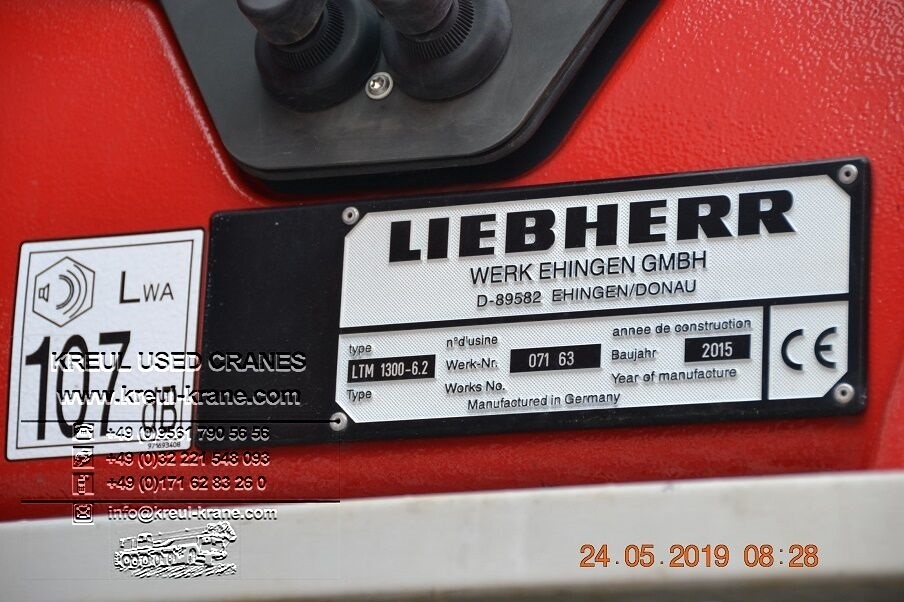 LIEBHERR
WERK EHINGEN GMBH
D-89582 EHINGEN/DONAU
type
LTM 1300-6.2
Type
n°d'usine
Werk-Nr. 071 63
Works No.
annee de construction
Baujahr 2015
Year of manufacture
Manufactured in Germany
CE
LWA
107
dB
971693408
KREUL USED CRANES
www.kreul-krane.com
+49 (0)9561 790 56 56
+49 (0)32 221 548 093
+49 (0)171 62 83 26 0
info@kreul-krane.com
24.05.2019 08:28